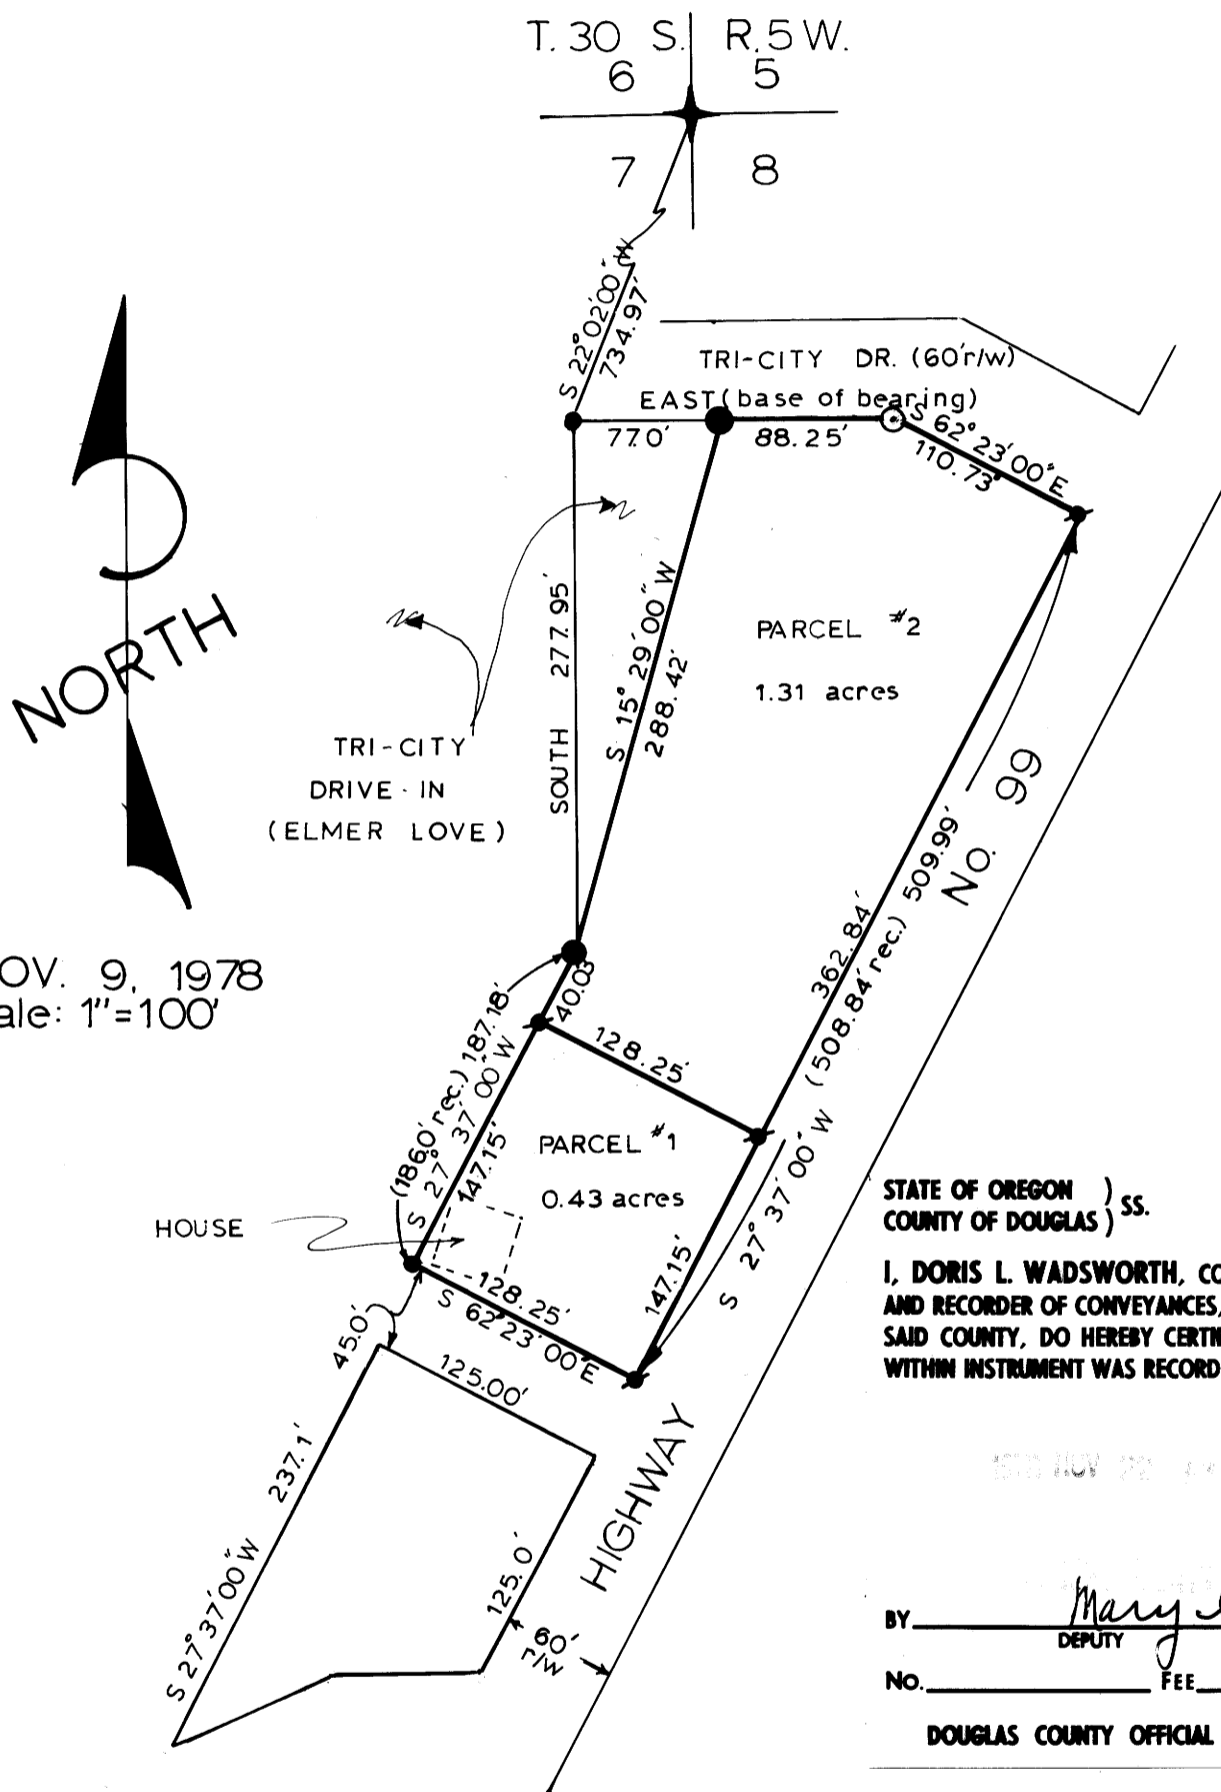 T. 30 S. R. 5 W.
6 5
7 8
S 22° 02' 00" W
734.97'
TRI-CITY DR. (60' r/w)
EAST (base of bearing)
77.0' 88.25'
S 62° 23' 00" E
110.73'
NORTH
SOUTH 277.95'
S 15° 29' 00" W
288.42'
PARCEL #2
1.31 acres
TRI-CITY
DRIVE-IN
(ELMER LOVE)
NO. 99
362.84'
(508.84' rec.) 509.99'
S 27° 37' 00" W
OV. 9, 1978
ale: 1"=100'
40.03
(186.0' rec.) 187.18'
S 27° 37' 00" W
147.15'
128.25'
PARCEL #1
0.43 acres
HOUSE
147.15'
128.25'
S 62° 23' 00" E
45.0'
125.00'
237.1'
S 27° 37' 00" W
125.0'
HIGHWAY
60'
r/w
STATE OF OREGON )
COUNTY OF DOUGLAS ) SS.
I, DORIS L. WADSWORTH, CO
AND RECORDER OF CONVEYANCES,
SAID COUNTY, DO HEREBY CERTI
WITHIN INSTRUMENT WAS RECORD
BY Mary
DEPUTY
No. FEE
DOUGLAS COUNTY OFFICIAL